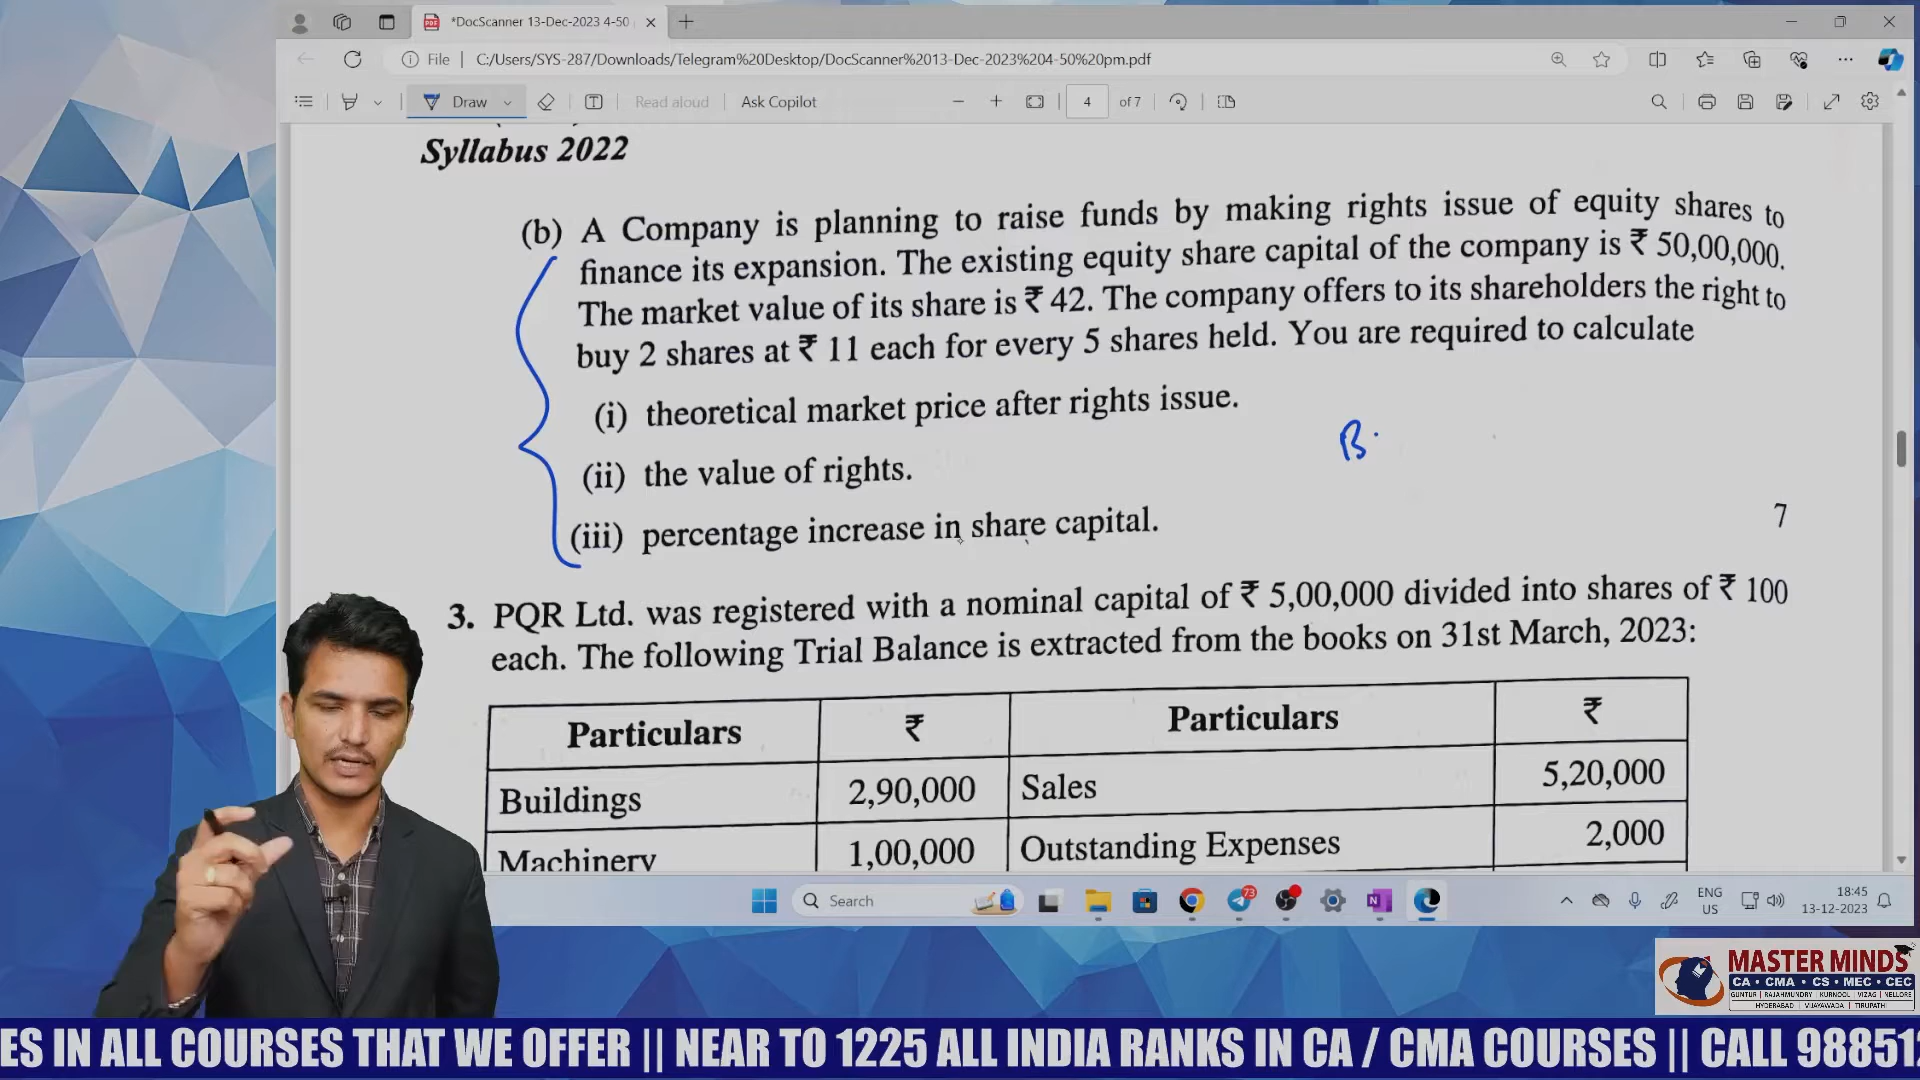 *DocScanner 13-Dec-2023 4-50
File | C:/Users/SYS-287/Downloads/Telegram%20Desktop/DocScanner%2013-Dec-2023%204-50%20pm.pdf
Draw Read aloud Ask Copilot 4 of 7
Syllabus 2022
(b) A Company is planning to raise funds by making rights issue of equity shares to
finance its expansion. The existing equity share capital of the company is ₹ 50,00,000.
The market value of its share is ₹ 42. The company offers to its shareholders the right to
buy 2 shares at ₹ 11 each for every 5 shares held. You are required to calculate
(i) theoretical market price after rights issue.
B.
(ii) the value of rights.
(iii) percentage increase in share capital.
7
3. PQR Ltd. was registered with a nominal capital of ₹ 5,00,000 divided into shares of ₹ 100
each. The following Trial Balance is extracted from the books on 31st March, 2023:
Particulars ₹ Particulars ₹
Buildings 2,90,000 Sales 5,20,000
Machinery 1,00,000 Outstanding Expenses 2,000
Search
73
ENG
US
18:45
13-12-2023
MASTER MINDS
CA • CMA • CS • MEC • CEC
GUNTUR | RAJAHMUNDRY | KURNOOL | VIZAG | NELLORE
HYDERABAD | VIJAYAWADA | TIRUPATHI
ES IN ALL COURSES THAT WE OFFER || NEAR TO 1225 ALL INDIA RANKS IN CA / CMA COURSES || CALL 98851